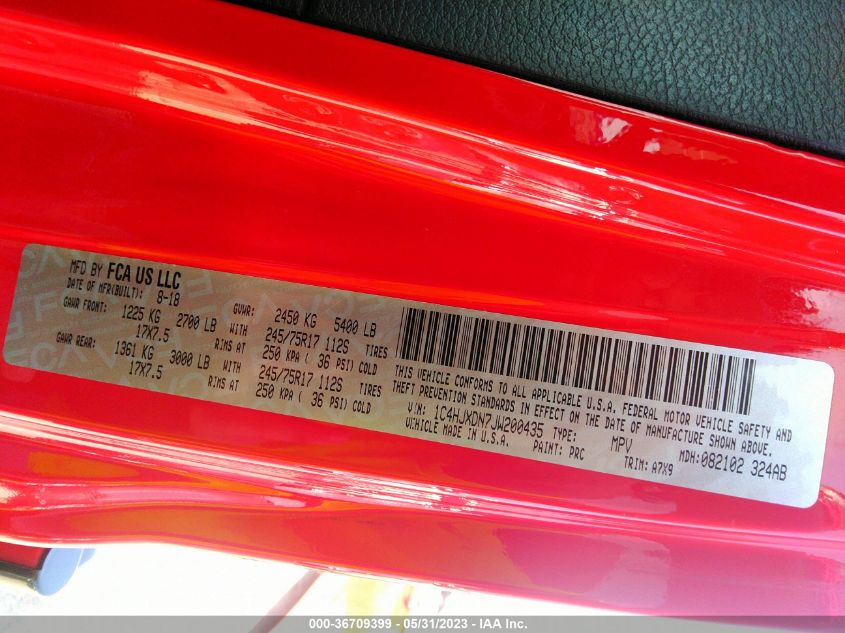 MFD BY FCA US LLC
DATE OF MFR(BUILT): 8-18
GVWR: 2450 KG 5400 LB
GAWR FRONT: 1225 KG 2700 LB WITH 245/75R17 112S TIRES
17X7.5 RIMS AT 250 KPA ( 36 PSI) COLD
GAWR REAR: 1361 KG 3000 LB WITH 245/75R17 112S TIRES
17X7.5 RIMS AT 250 KPA ( 36 PSI) COLD
THIS VEHICLE CONFORMS TO ALL APPLICABLE U.S.A. FEDERAL MOTOR VEHICLE SAFETY AND
THEFT PREVENTION STANDARDS IN EFFECT ON THE DATE OF MANUFACTURE SHOWN ABOVE.
VIN: 1C4HJXDN7JW200435 TYPE: MPV MDH:082102 324AB
VEHICLE MADE IN U.S.A. PAINT: PRC TRIM: A7X9
000-36709399 - 05/31/2023 - IAA Inc.